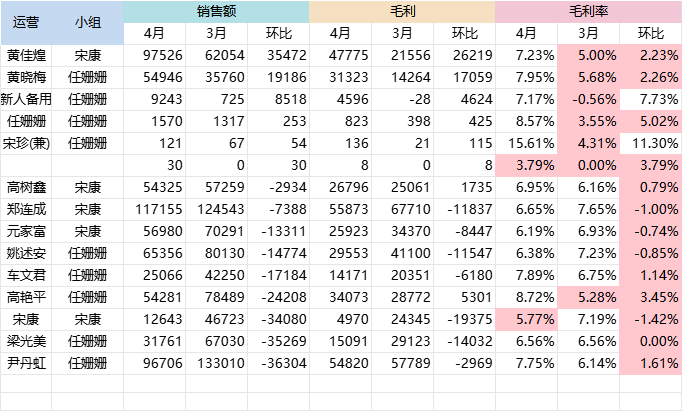 运营 小组 销售额 毛利 毛利率
4月 3月 环比 4月 3月 环比 4月 3月 环比
黄佳煌 宋康 97526 62054 35472 47775 21556 26219 7.23% 5.00% 2.23%
黄晓梅 任姗姗 54946 35760 19186 31323 14264 17059 7.95% 5.68% 2.26%
新人备用 任姗姗 9243 725 8518 4596 -28 4624 7.17% -0.56% 7.73%
任姗姗 任姗姗 1570 1317 253 823 398 425 8.57% 3.55% 5.02%
宋珍(兼) 任姗姗 121 67 54 136 21 115 15.61% 4.31% 11.30%
30 0 30 8 0 8 3.79% 0.00% 3.79%
高树鑫 宋康 54325 57259 -2934 26796 25061 1735 6.95% 6.16% 0.79%
郑连成 宋康 117155 124543 -7388 55873 67710 -11837 6.65% 7.65% -1.00%
元家富 宋康 56980 70291 -13311 25923 34370 -8447 6.19% 6.93% -0.74%
姚述安 任姗姗 65356 80130 -14774 29553 41100 -11547 6.38% 7.23% -0.85%
车文君 任姗姗 25066 42250 -17184 14171 20351 -6180 7.89% 6.75% 1.14%
高艳平 任姗姗 54281 78489 -24208 34073 28772 5301 8.72% 5.28% 3.45%
宋康 宋康 12643 46723 -34080 4970 24345 -19375 5.77% 7.19% -1.42%
梁光美 任姗姗 31761 67030 -35269 15091 29123 -14032 6.56% 6.56% 0.00%
尹丹虹 任姗姗 96706 133010 -36304 54820 57789 -2969 7.75% 6.14% 1.61%